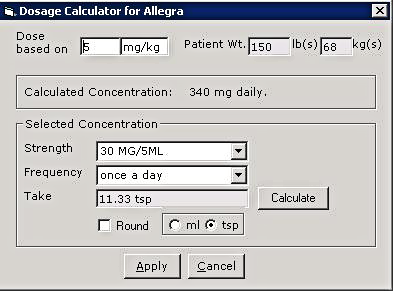 Dosage Calculator for Allegra
Dose based on 5 mg/kg Patient Wt. 150 lb(s) 68 kg(s)
Calculated Concentration: 340 mg daily.
Selected Concentration
Strength 30 MG/5ML
Frequency once a day
Take 11.33 tsp Calculate
Round ml tsp
Apply Cancel